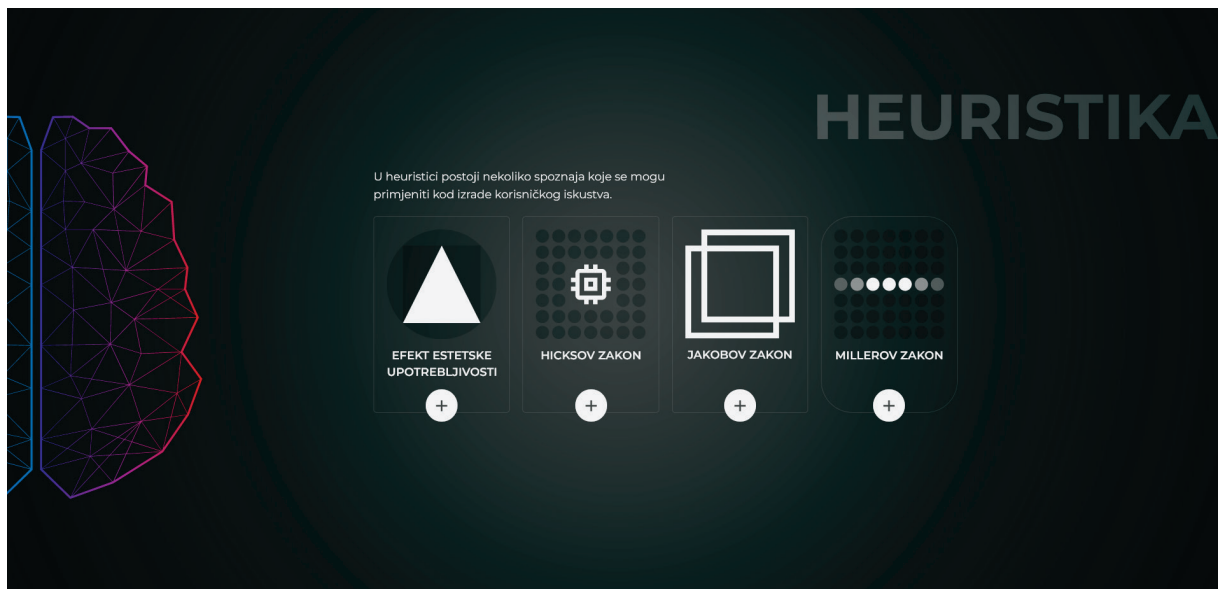 HEURISTIKA
U heuristici postoji nekoliko spoznaja koje se mogu
primjeniti kod izrade korisničkog iskustva.
EFEKT ESTETSKE
UPOTREBLJIVOSTI
HICKSOV ZAKON
JAKOBOV ZAKON
MILLEROV ZAKON